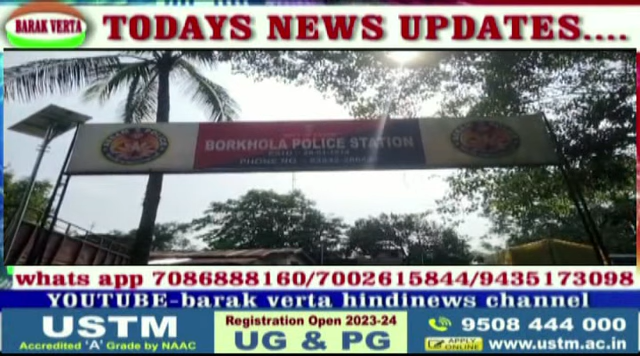 BARAK VERTA
TODAYS NEWS UPDATES....
BORKHOLA POLICE STATION
PHONE NO -
whats app 7086888160/7002615844/9435173098
YOUTUBE-barak verta hindinews channel
USTM
Accredited 'A' Grade by NAAC
Registration Open 2023-24
UG & PG
9508 444 000
APPLY ONLINE
www.ustm.ac.in